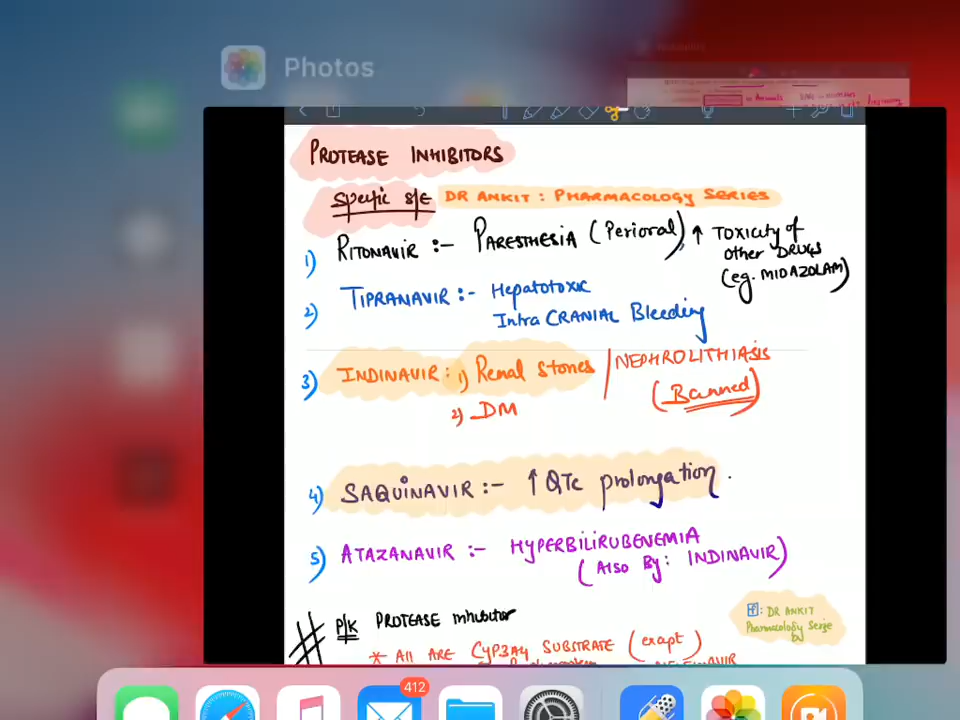 Photos
PROTEASE INHIBITORS
Specific s/E DR ANKIT : PHARMACOLOGY SERIES
1) RITONAVIR :- PARESTHESIA (Perioral), ↑ TOXICITY of
other DRUGS
(eg. MIDAZOLAM)
2) TIPRANAVIR :- Hepatotoxic
Intra CRANIAL Bleeding
3) INDINAVIR: 1) Renal Stones / NEPHROLITHIASIS
(Banned)
2) DM
4) SAQUINAVIR :- ↑ QTc prolongation.
5) ATAZANAVIR :- HYPERBILIRUBENEMIA
(Also By: INDINAVIR)
# P/K PROTEASE Inhibitor
f: DR ANKIT
Pharmacology
* All ARE CYP3A4 SUBSTRATE (exapt)
412